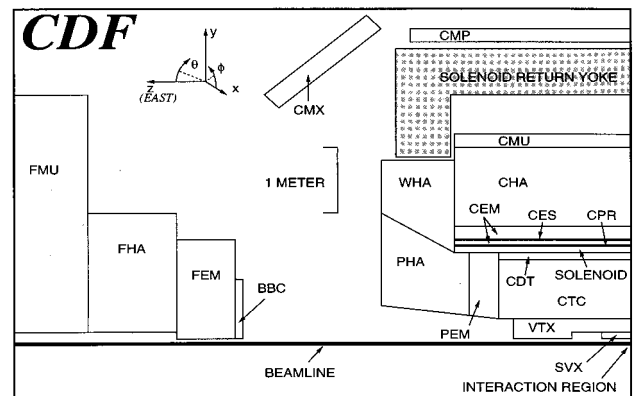 CDF
y
θ
φ
z
(EAST)
x
CMP
SOLENOID RETURN YOKE
CMX
CMU
FMU
1 METER
WHA
CHA
CEM
CES
CPR
FHA
FEM
BBC
PHA
CDT
SOLENOID
CTC
PEM
VTX
SVX
BEAMLINE
INTERACTION REGION